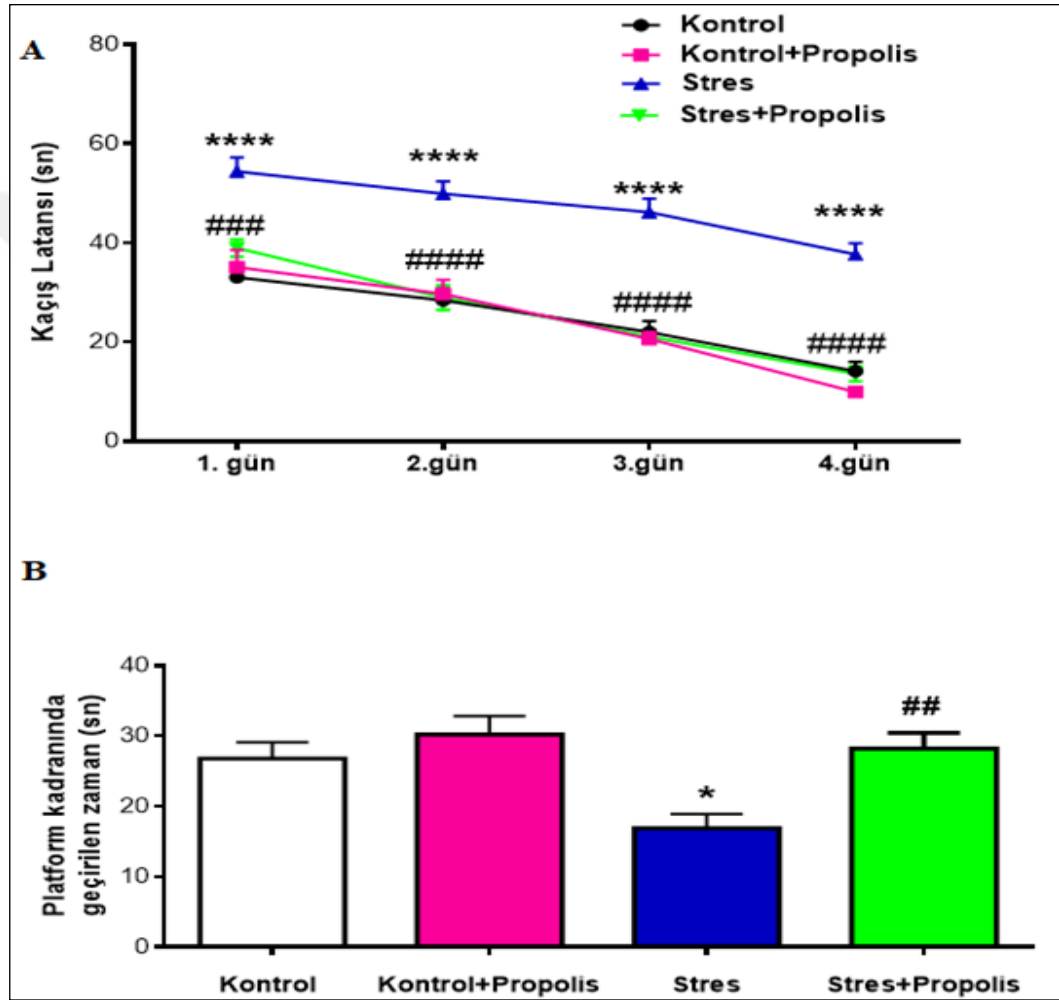 A
Kaçış Latansı (sn)
80
60
40
20
0
Kontrol
Kontrol+Propolis
Stres
Stres+Propolis
****
****
****
****
###
####
####
####
1. gün
2.gün
3.gün
4.gün
B
Platform kadranında
geçirilen zaman (sn)
40
30
20
10
0
*
##
Kontrol
Kontrol+Propolis
Stres
Stres+Propolis